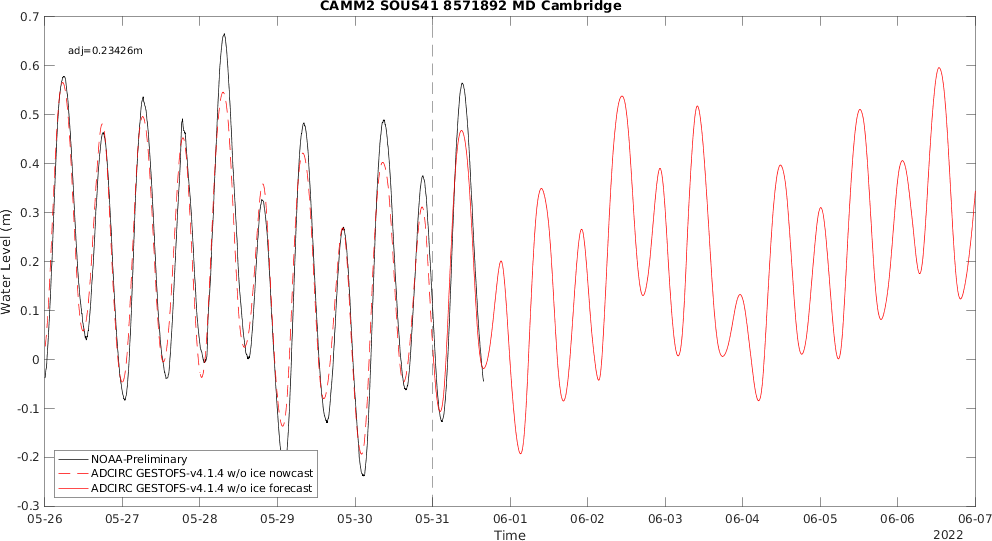 CAMM2 SOUS41 8571892 MD Cambridge
0.7
adj=0.23426m
0.6
0.5
0.4
0.3
0.2
0.1
0
-0.1
-0.2
-0.3
Water Level (m)
NOAA-Preliminary
ADCIRC GESTOFS-v4.1.4 w/o ice nowcast
ADCIRC GESTOFS-v4.1.4 w/o ice forecast
05-26 05-27 05-28 05-29 05-30 05-31 06-01 06-02 06-03 06-04 06-05 06-06 06-07
Time
2022